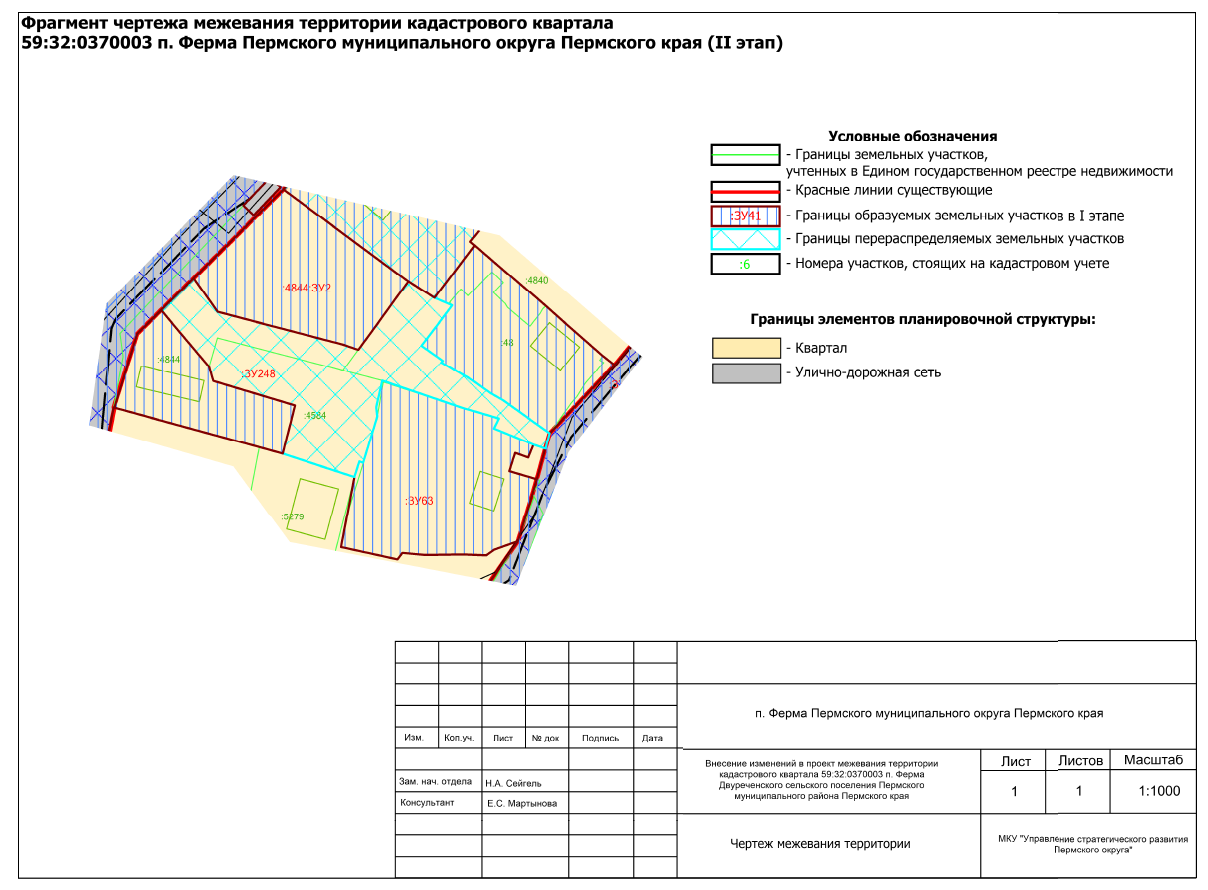 Фрагмент чертежа межевания территории кадастрового квартала
59:32:0370003 п. Ферма Пермского муниципального округа Пермского края (II этап)
Условные обозначения
- Границы земельных участков,
учтенных в Едином государственном реестре недвижимости
- Красные линии существующие
:ЗУ41 - Границы образуемых земельных участков в I этапе
- Границы перераспределяемых земельных участков
:6 - Номера участков, стоящих на кадастровом учете
Границы элементов планировочной структуры:
- Квартал
- Улично-дорожная сеть
:4840
:4844:ЗУ2
:48
:4844
:ЗУ248
:4584
:ЗУ63
:5279
п. Ферма Пермского муниципального округа Пермского края
Изм. Кол.уч. Лист № док Подпись Дата
Внесение изменений в проект межевания территории
кадастрового квартала 59:32:0370003 п. Ферма
Двуреченского сельского поселения Пермского
муниципального района Пермского края
Лист Листов Масштаб
1 1 1:1000
Зам. нач. отдела Н.А. Сейгель
Консультант Е.С. Мартынова
Чертеж межевания территории
МКУ "Управление стратегического развития
Пермского округа"